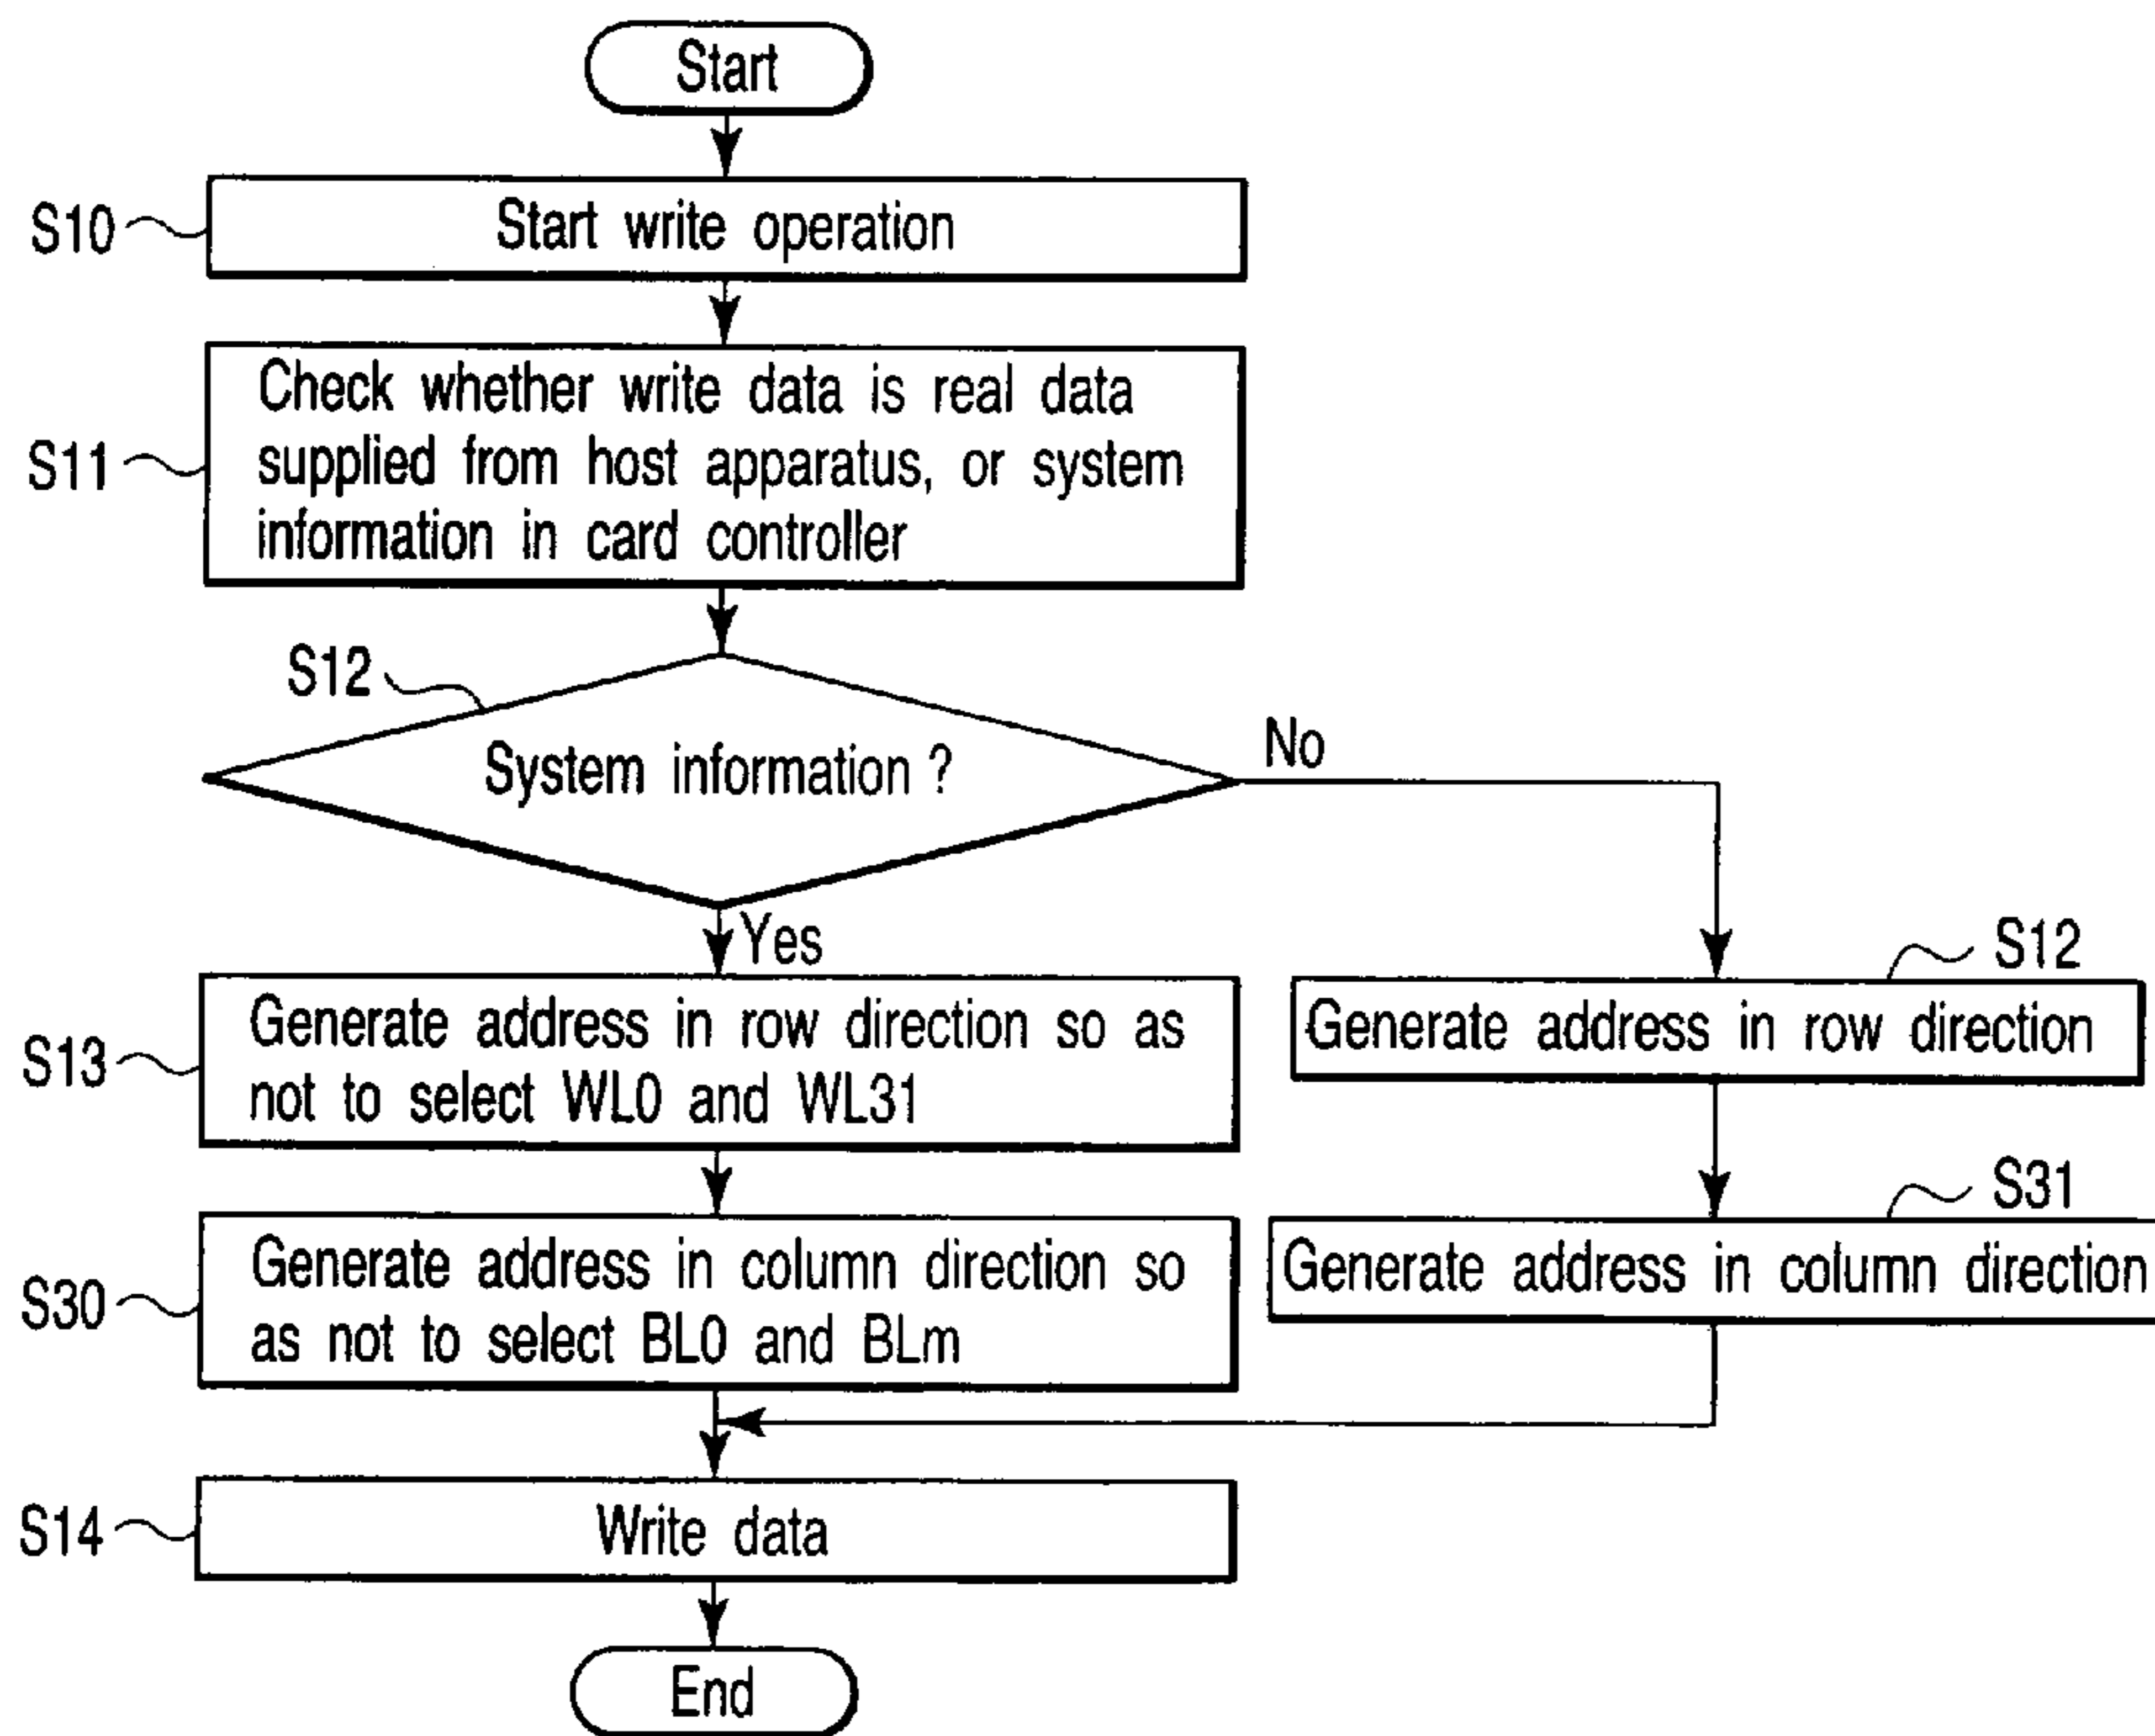 Start
S10
Start write operation
S11
Check whether write data is real data
supplied from host apparatus, or system
information in card controller
S12
System information ?
No
Yes
S13
Generate address in row direction so as
not to select WL0 and WL31
S12
Generate address in row direction
S30
Generate address in column direction so
as not to select BL0 and BLm
S31
Generate address in column direction
S14
Write data
End